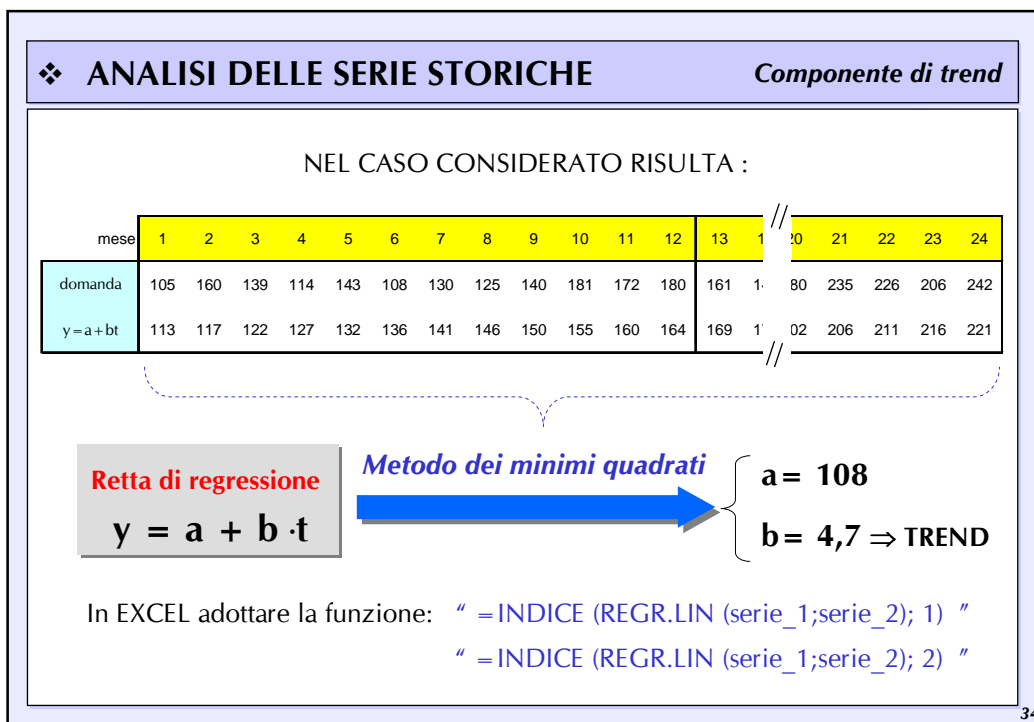 ❖ ANALISI DELLE SERIE STORICHE Componente di trend
NEL CASO CONSIDERATO RISULTA :
mese 1 2 3 4 5 6 7 8 9 10 11 12 13 21 22 23 24
domanda 105 160 139 114 143 108 130 125 140 181 172 180 161 235 226 206 242
y=a+bt 113 117 122 127 132 136 141 146 150 155 160 164 169 206 211 216 221
Retta di regressione
y = a + b ·t
Metodo dei minimi quadrati
a = 108
b = 4,7 ⇒ TREND
In EXCEL adottare la funzione: “ =INDICE (REGR.LIN (serie_1;serie_2); 1) ”
“ =INDICE (REGR.LIN (serie_1;serie_2); 2) ”
34